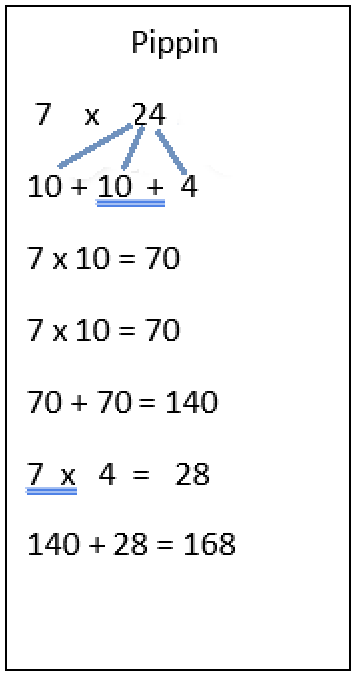 Pippin
7 x 24
10 + 10 + 4
7 x 10 = 70
7 x 10 = 70
70 + 70 = 140
7 x 4 = 28
140 + 28 = 168